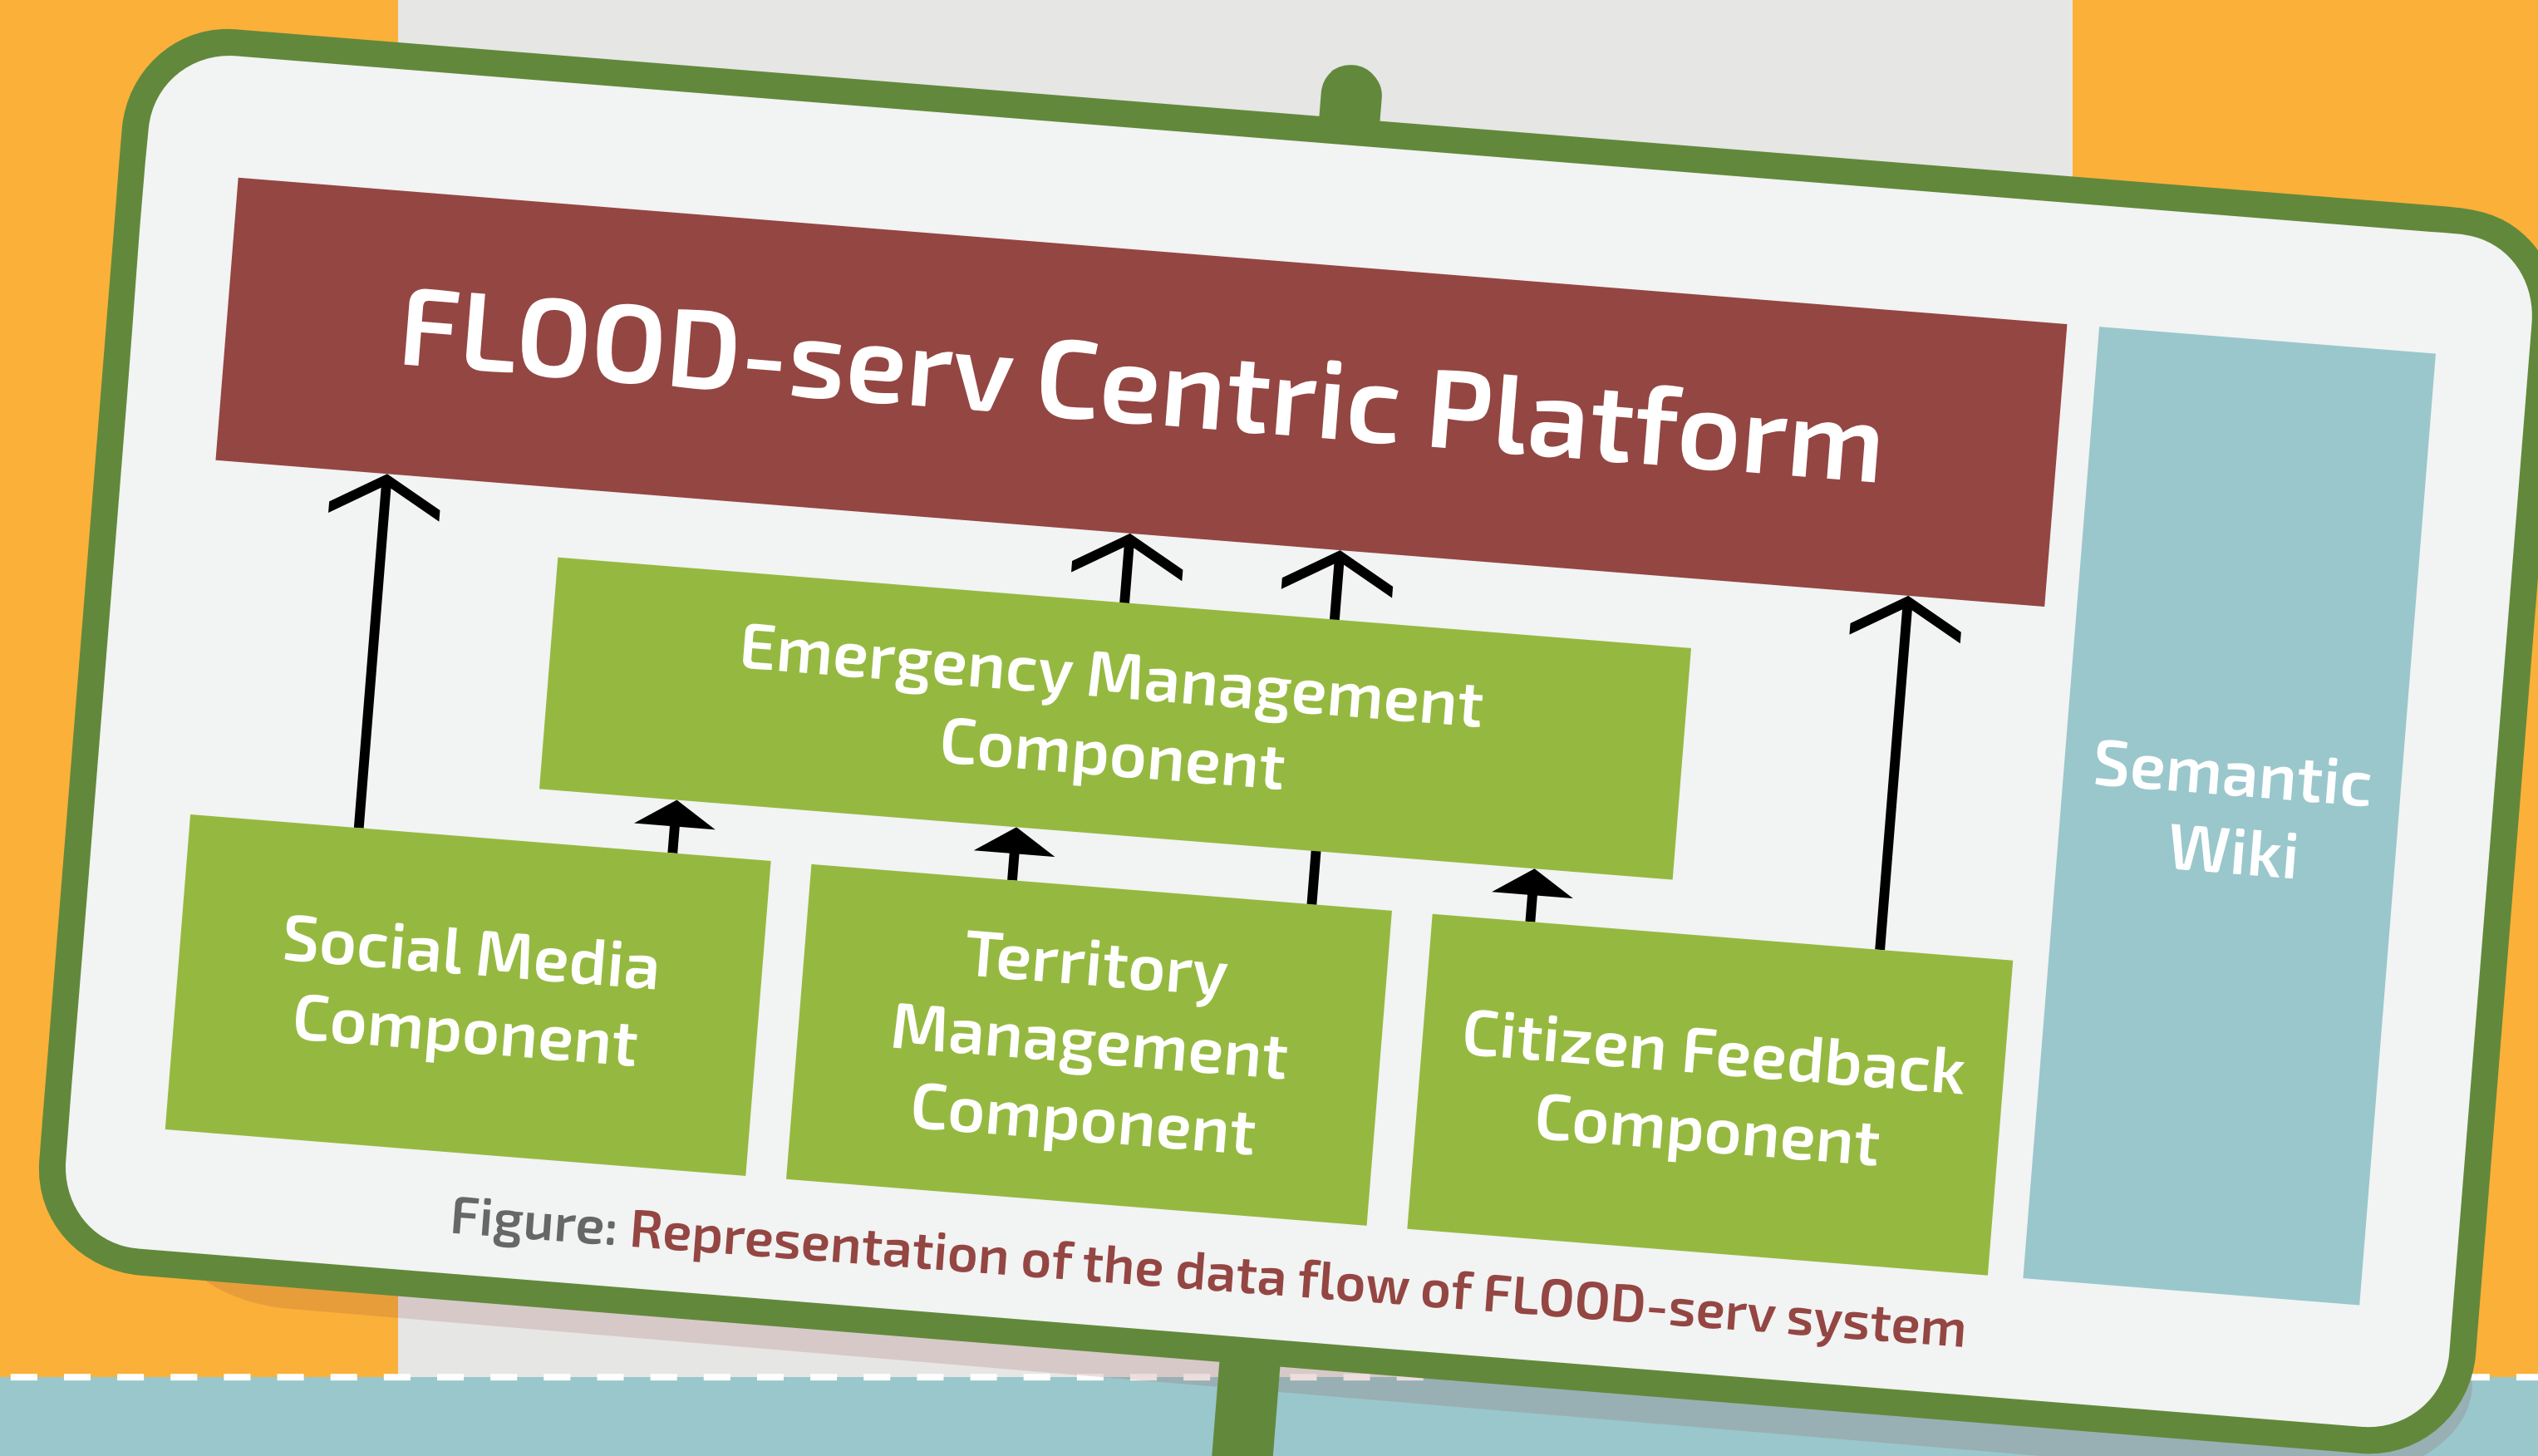 FLOOD-serv Centric Platform
Emergency Management
Component
Social Media
Component
Territory
Management
Component
Citizen Feedback
Component
Semantic
Wiki
Figure: Representation of the data flow of FLOOD-serv system